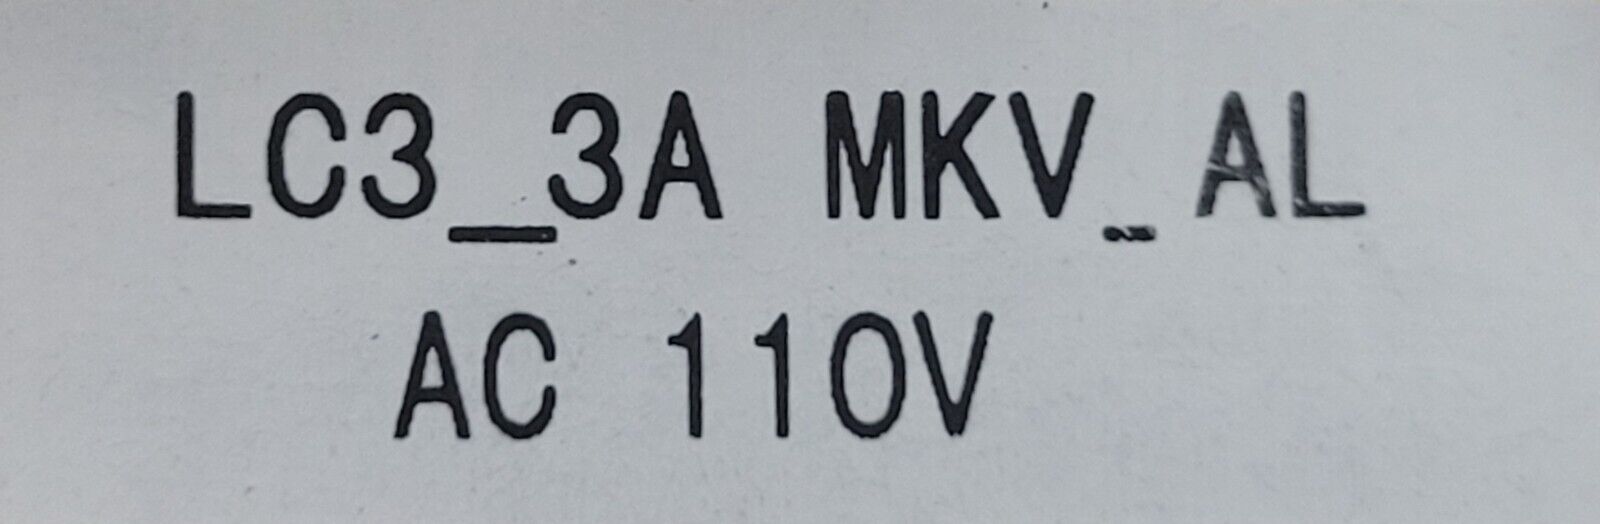 LC3_3A MKV_AL
AC 110V